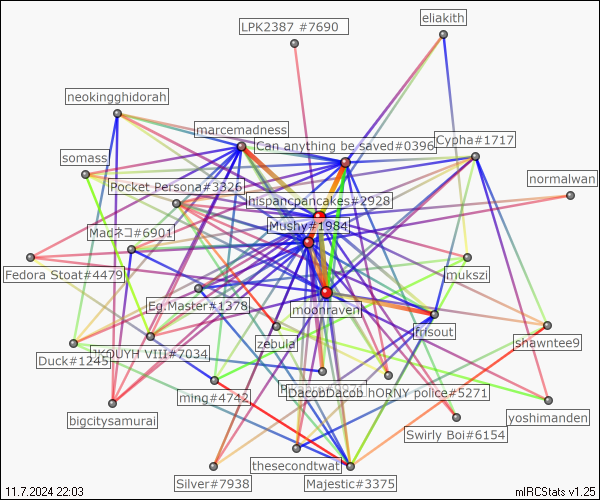 LPK2387 #7690
eliakith
neokingghidorah
marcemadness
Can anything be saved#0396
Cypha#1717
somass
Pocket Persona#3326
normalwan
hispancpancakes#2928
Mushy#1984
Madネコ#6901
Fedora Stoat#4479
mukszi
Eg.Master#1378
moonraven
frisout
zebula
shawntee9
Duck#1245
JKOUYH VIII#7034
DacobDacob
hORNY police#5271
ming#4742
bigcitysamurai
yoshimanden
Swirly Boi#6154
thesecondtwat
Silver#7938
Majestic#3375
11.7.2024 22:03
mIRCStats v1.25